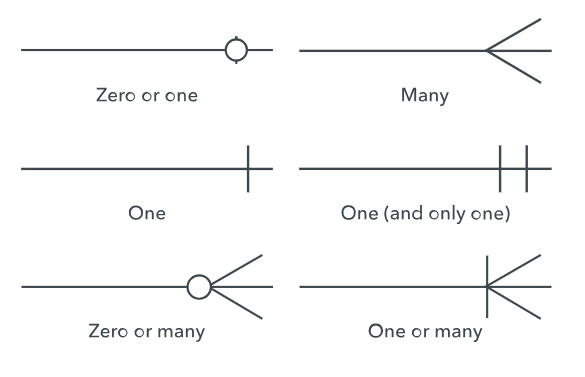 Zero or one
Many
One
One (and only one)
Zero or many
One or many